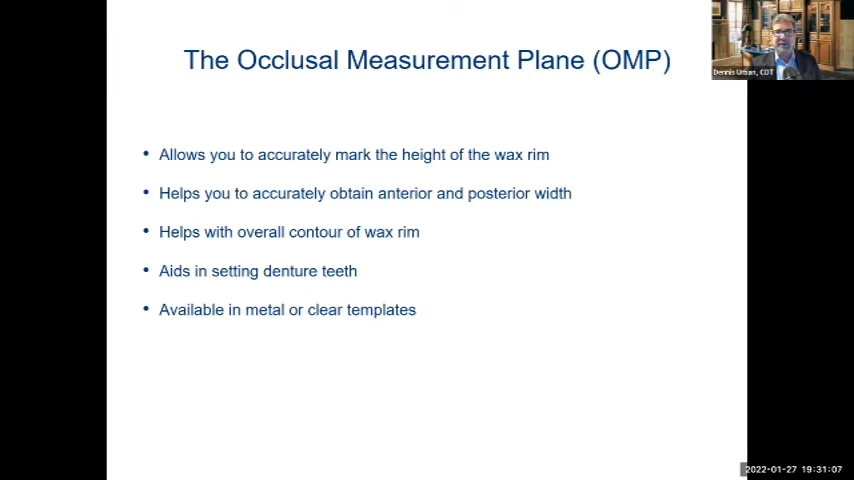 The Occlusal Measurement Plane (OMP)
Dennis Urban, CDT
• Allows you to accurately mark the height of the wax rim
• Helps you to accurately obtain anterior and posterior width
• Helps with overall contour of wax rim
• Aids in setting denture teeth
• Available in metal or clear templates
2022-01-27 19:31:07